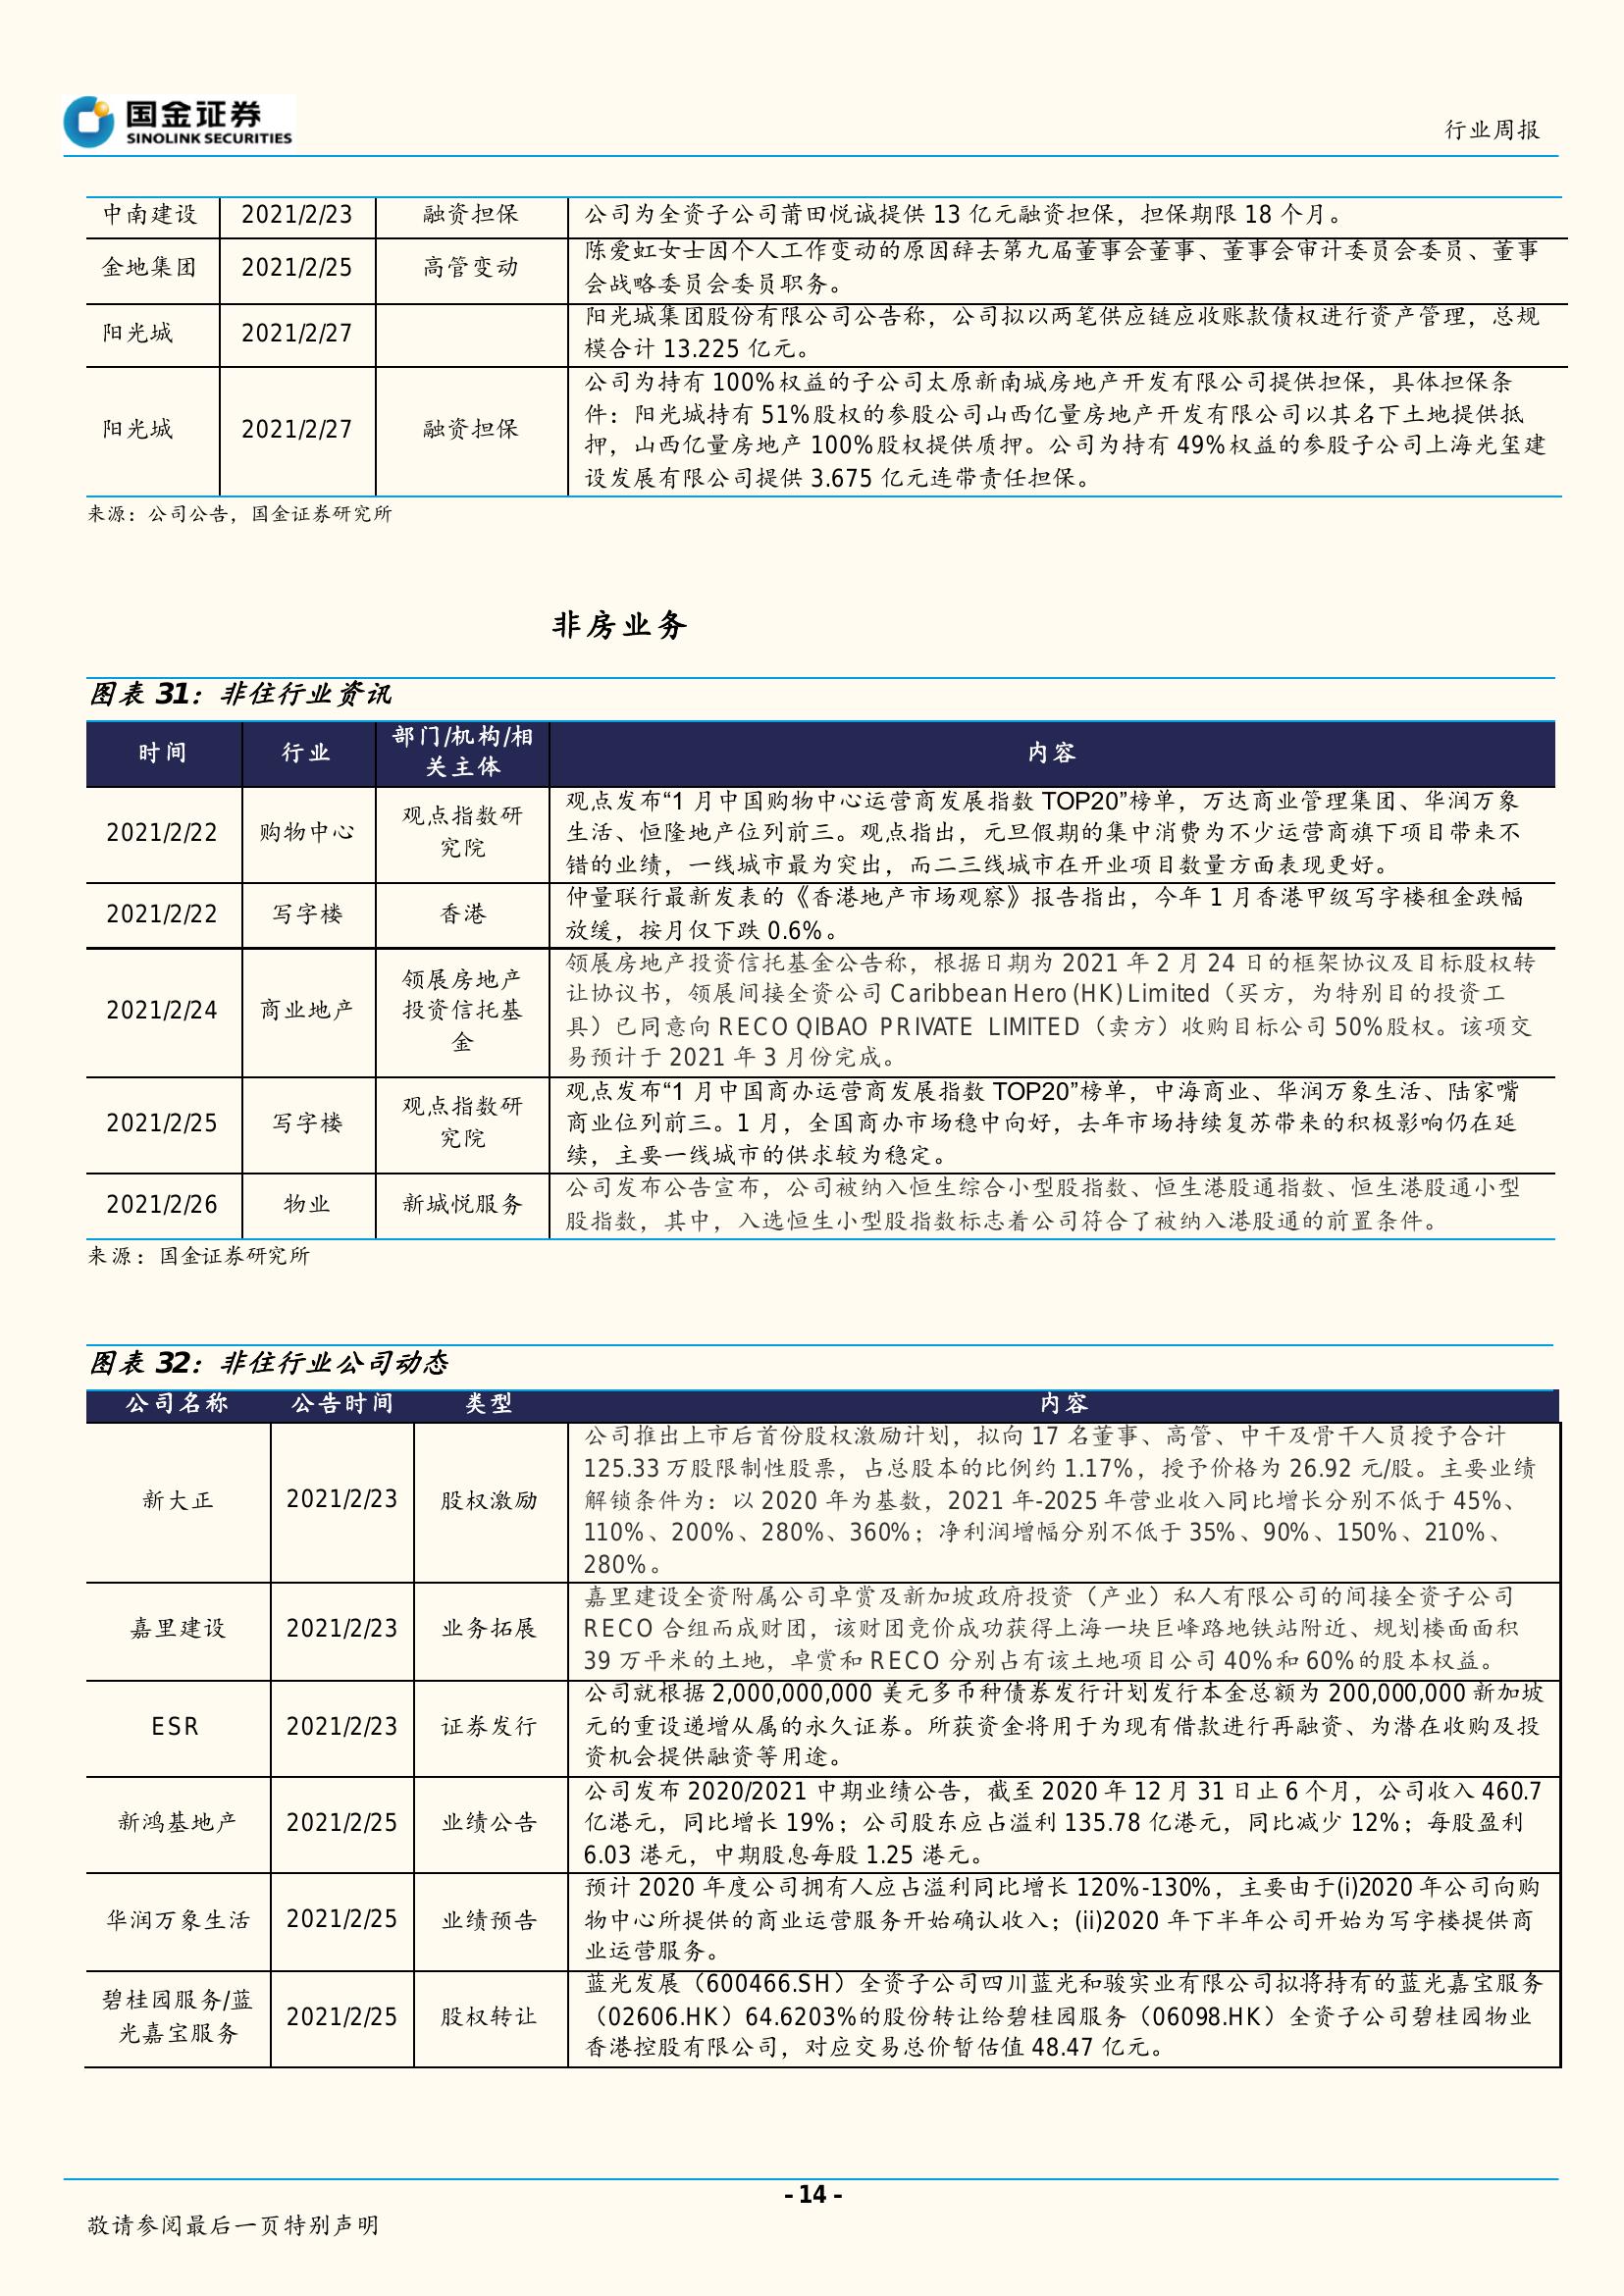 国金证券
SINOLINK SECURITIES
行业周报
中南建设 2021/2/23 融资担保 公司为全资子公司莆田悦诚提供 13 亿元融资担保，担保期限 18 个月。
金地集团 2021/2/25 高管变动 陈爱虹女士因个人工作变动的原因辞去第九届董事会董事、董事会审计委员会委员、董事
会战略委员会委员职务。
阳光城 2021/2/27 阳光城集团股份有限公司公告称，公司拟以两笔供应链应收账款债权进行资产管理，总规
模合计 13.225 亿元。
阳光城 2021/2/27 融资担保 公司为持有 100%权益的子公司太原新南城房地产开发有限公司提供担保，具体担保条
件：阳光城持有 51%股权的参股公司山西亿量房地产开发有限公司以其名下土地提供抵
押，山西亿量房地产 100%股权提供质押。公司为持有 49%权益的参股子公司上海光玺建
设发展有限公司提供 3.675 亿元连带责任担保。
来源：公司公告，国金证券研究所
非房业务
图表 31：非住行业资讯
时间 行业 部门/机构/相
关主体 内容
2021/2/22 购物中心 观点指数研
究院 观点发布“1 月中国购物中心运营商发展指数 TOP20”榜单，万达商业管理集团、华润万象
生活、恒隆地产位列前三。观点指出，元旦假期的集中消费为不少运营商旗下项目带来不
错的业绩，一线城市最为突出，而二三线城市在开业项目数量方面表现更好。
2021/2/22 写字楼 香港 仲量联行最新发表的《香港地产市场观察》报告指出，今年 1 月香港甲级写字楼租金跌幅
放缓，按月仅下跌 0.6%。
2021/2/24 商业地产 领展房地产
投资信托基
金 领展房地产投资信托基金公告称，根据日期为 2021 年 2 月 24 日的框架协议及目标股权转
让协议书，领展间接全资公司 Caribbean Hero (HK) Limited（买方，为特别目的投资工
具）已同意向 RECO QIBAO PRIVATE LIMITED（卖方）收购目标公司 50%股权。该项交
易预计于 2021 年 3 月份完成。
2021/2/25 写字楼 观点指数研
究院 观点发布“1 月中国商办运营商发展指数 TOP20”榜单，中海商业、华润万象生活、陆家嘴
商业位列前三。1 月，全国商办市场稳中向好，去年市场持续复苏带来的积极影响仍在延
续，主要一线城市的供求较为稳定。
2021/2/26 物业 新城悦服务 公司发布公告宣布，公司被纳入恒生综合小型股指数、恒生港股通指数、恒生港股通小型
股指数，其中，入选恒生小型股指数标志着公司符合了被纳入港股通的前置条件。
来源：国金证券研究所
图表 32：非住行业公司动态
公司名称 公告时间 类型 内容
新大正 2021/2/23 股权激励 公司推出上市后首份股权激励计划，拟向 17 名董事、高管、中干及骨干人员授予合计
125.33 万股限制性股票，占总股本的比例约 1.17%，授予价格为 26.92 元/股。主要业绩
解锁条件为：以 2020 年为基数，2021 年-2025 年营业收入同比增长分别不低于 45%、
110%、200%、280%、360%；净利润增幅分别不低于 35%、90%、150%、210%、
280%。
嘉里建设 2021/2/23 业务拓展 嘉里建设全资附属公司卓赏及新加坡政府投资（产业）私人有限公司的间接全资子公司
RECO 合组而成财团，该财团竞价成功获得上海一块巨峰路地铁站附近、规划楼面面积
39 万平米的土地，卓赏和 RECO 分别占有该土地项目公司 40%和 60%的股本权益。
ESR 2021/2/23 证券发行 公司就根据 2,000,000,000 美元多币种债券发行计划发行本金总额为 200,000,000 新加坡
元的重设递增从属的永久证券。所获资金将用于为现有借款进行再融资、为潜在收购及投
资机会提供融资等用途。
新鸿基地产 2021/2/25 业绩公告 公司发布 2020/2021 中期业绩公告，截至 2020 年 12 月 31 日止 6 个月，公司收入 460.7
亿港元，同比增长 19%；公司股东应占溢利 135.78 亿港元，同比减少 12%；每股盈利
6.03 港元，中期股息每股 1.25 港元。
华润万象生活 2021/2/25 业绩预告 预计 2020 年度公司拥有人应占溢利同比增长 120%-130%，主要由于(i)2020 年公司向购
物中心所提供的商业运营服务开始确认收入；(ii)2020 年下半年公司开始为写字楼提供商
业运营服务。
碧桂园服务/蓝
光嘉宝服务 2021/2/25 股权转让 蓝光发展（600466.SH）全资子公司四川蓝光和骏实业有限公司拟将持有的蓝光嘉宝服务
（02606.HK）64.6203%的股份转让给碧桂园服务（06098.HK）全资子公司碧桂园物业
香港控股有限公司，对应交易总价暂估值 48.47 亿元。
- 14 -
敬请参阅最后一页特别声明